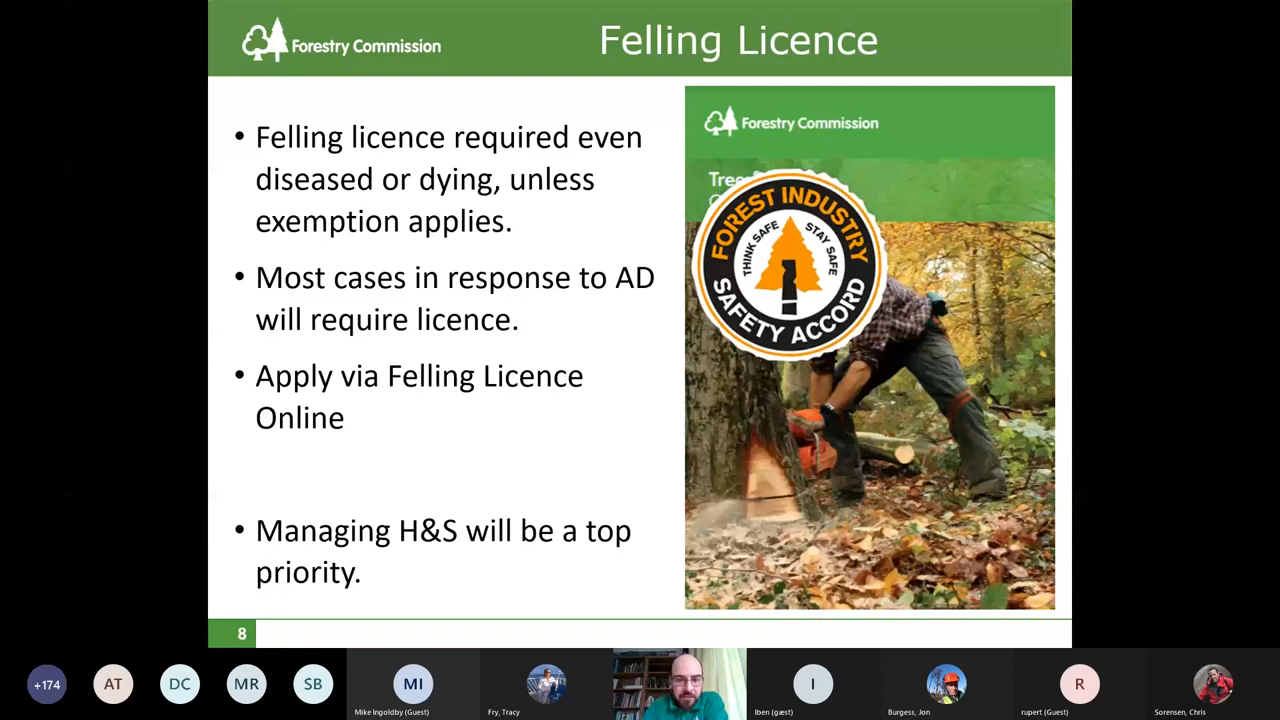 Forestry Commission
Felling Licence
• Felling licence required even
diseased or dying, unless
exemption applies.
• Most cases in response to AD
will require licence.
• Apply via Felling Licence
Online
• Managing H&S will be a top
priority.
Forestry Commission
FOREST INDUSTRY
THINK SAFE
STAY SAFE
SAFETY ACCORD
8
+174
AT
DC
MR
SB
MI
I
R
Mike Ingoldby (Guest)
Fry, Tracy
Iben (gæst)
Burgess, Jon
rupert (Guest)
Sorensen, Chris